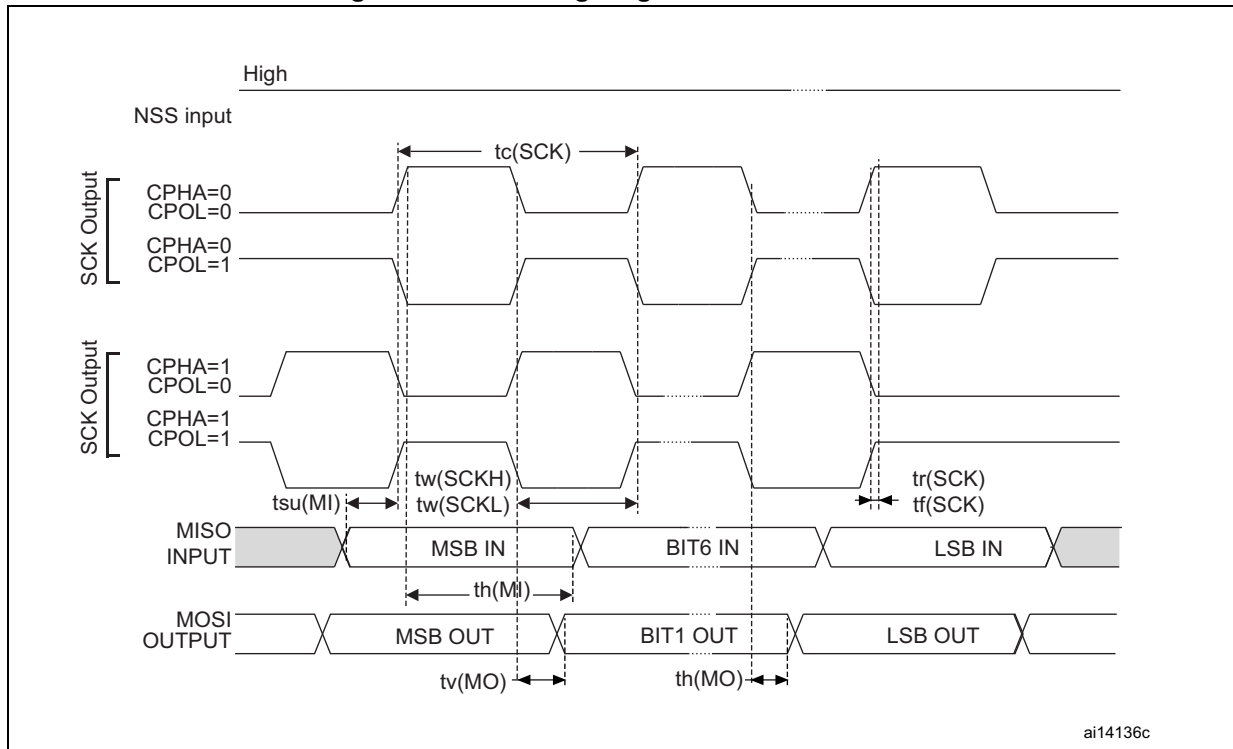 High
NSS input
tc(SCK)
SCK Output
CPHA=0
CPOL=0
CPHA=0
CPOL=1
SCK Output
CPHA=1
CPOL=0
CPHA=1
CPOL=1
tw(SCKH)
tw(SCKL)
tr(SCK)
tf(SCK)
tsu(MI)
MISO
INPUT
MSB IN
BIT6 IN
LSB IN
th(MI)
MOSI
OUTPUT
MSB OUT
BIT1 OUT
LSB OUT
tv(MO)
th(MO)
ai14136c